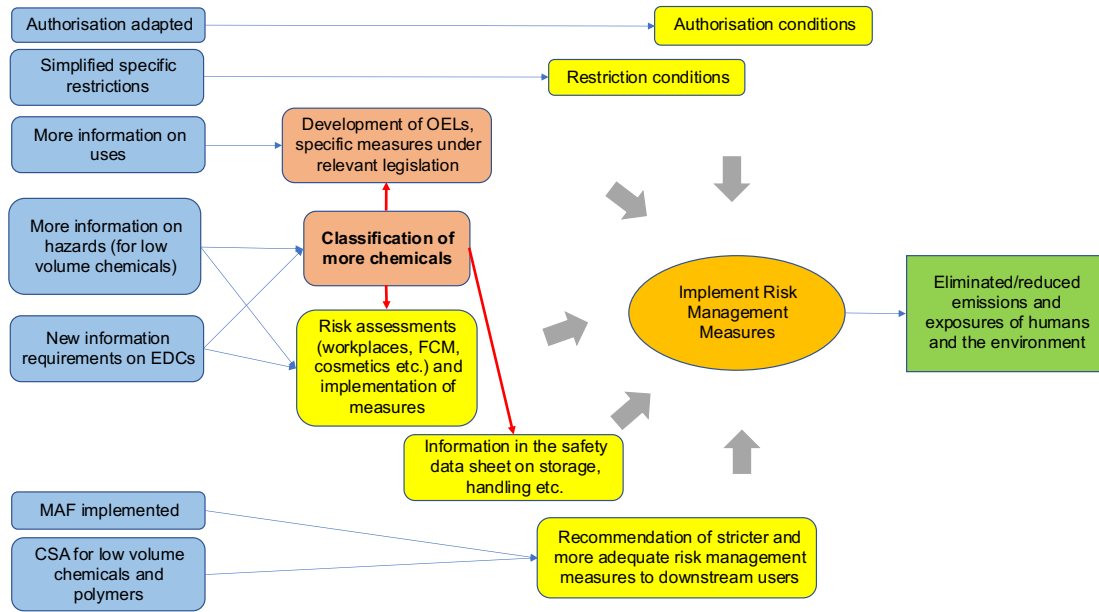 Authorisation adapted
Authorisation conditions
Simplified specific
restrictions
Restriction conditions
More information on
uses
Development of OELs,
specific measures under
relevant legislation
More information on
hazards (for low
volume chemicals)
Classification of
more chemicals
Implement Risk
Management
Measures
Eliminated/reduced
emissions and
exposures of humans
and the environment
New information
requirements on EDCs
Risk assessments
(workplaces, FCM,
cosmetics etc.) and
implementation of
measures
Information in the safety
data sheet on storage,
handling etc.
MAF implemented
CSA for low volume
chemicals and
polymers
Recommendation of stricter and
more adequate risk management
measures to downstream users